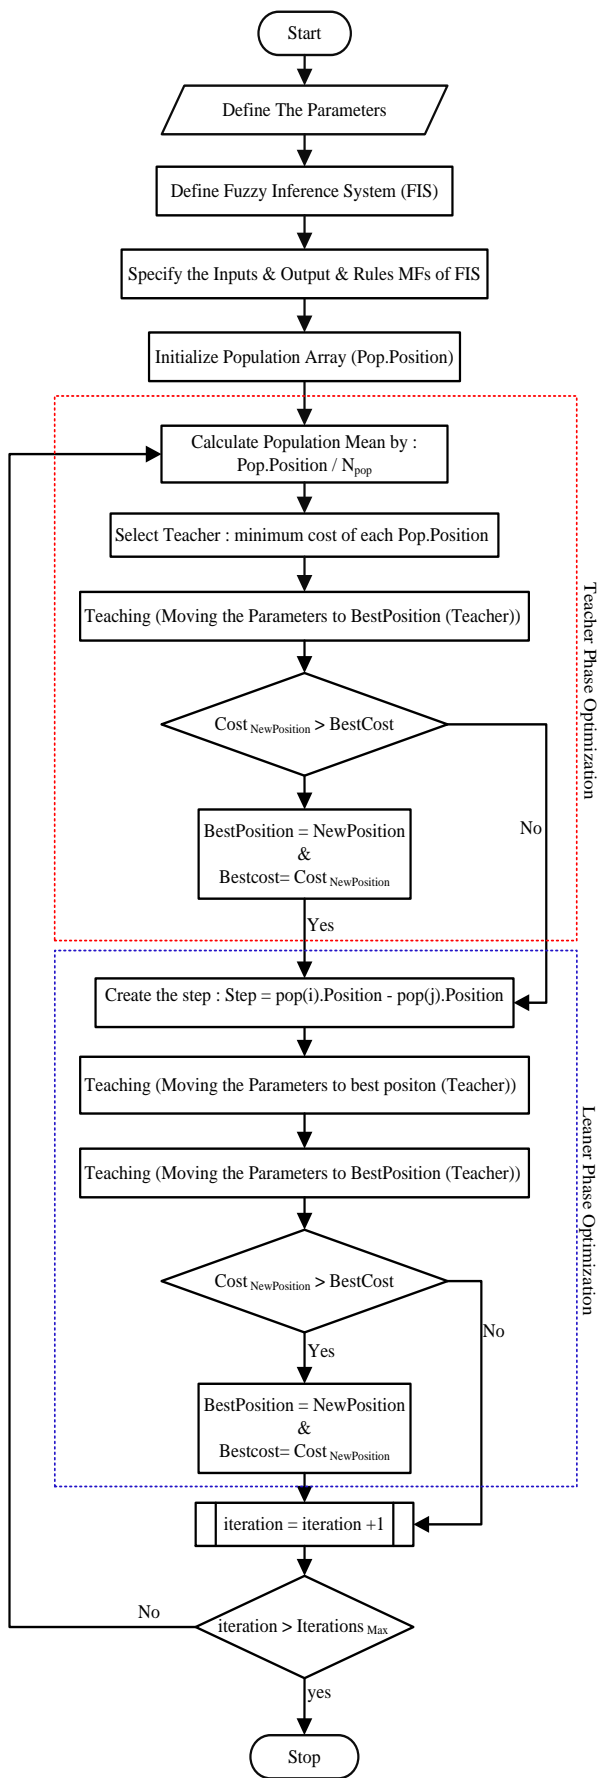 Start
Define The Parameters
Define Fuzzy Inference System (FIS)
Specify the Inputs & Output & Rules MFs of FIS
Initialize Population Array (Pop.Position)
Calculate Population Mean by :
Pop.Position / Npop
Select Teacher : minimum cost of each Pop.Position
Teaching (Moving the Parameters to BestPosition (Teacher))
Cost NewPosition > BestCost
No
BestPosition = NewPosition
&
Bestcost= Cost NewPosition
Yes
Teacher Phase Optimization
Create the step : Step = pop(i).Position - pop(j).Position
Teaching (Moving the Parameters to best positon (Teacher))
Teaching (Moving the Parameters to BestPosition (Teacher))
Cost NewPosition > BestCost
No
Yes
BestPosition = NewPosition
&
Bestcost= Cost NewPosition
Leaner Phase Optimization
iteration = iteration +1
No
iteration > Iterations Max
yes
Stop